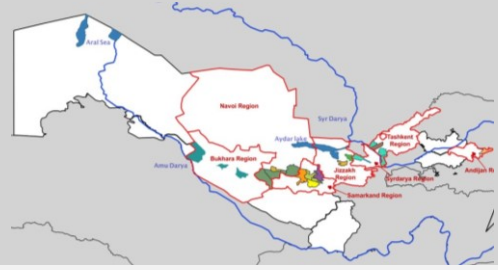 Aral Sea
Navoi Region
Syr Darya
Aydar lake
Tashkent
Region
Bukhara Region
Amu Darya
Jizzakh
Region
Syrdarya Region
Andijan R
Samarkand Region